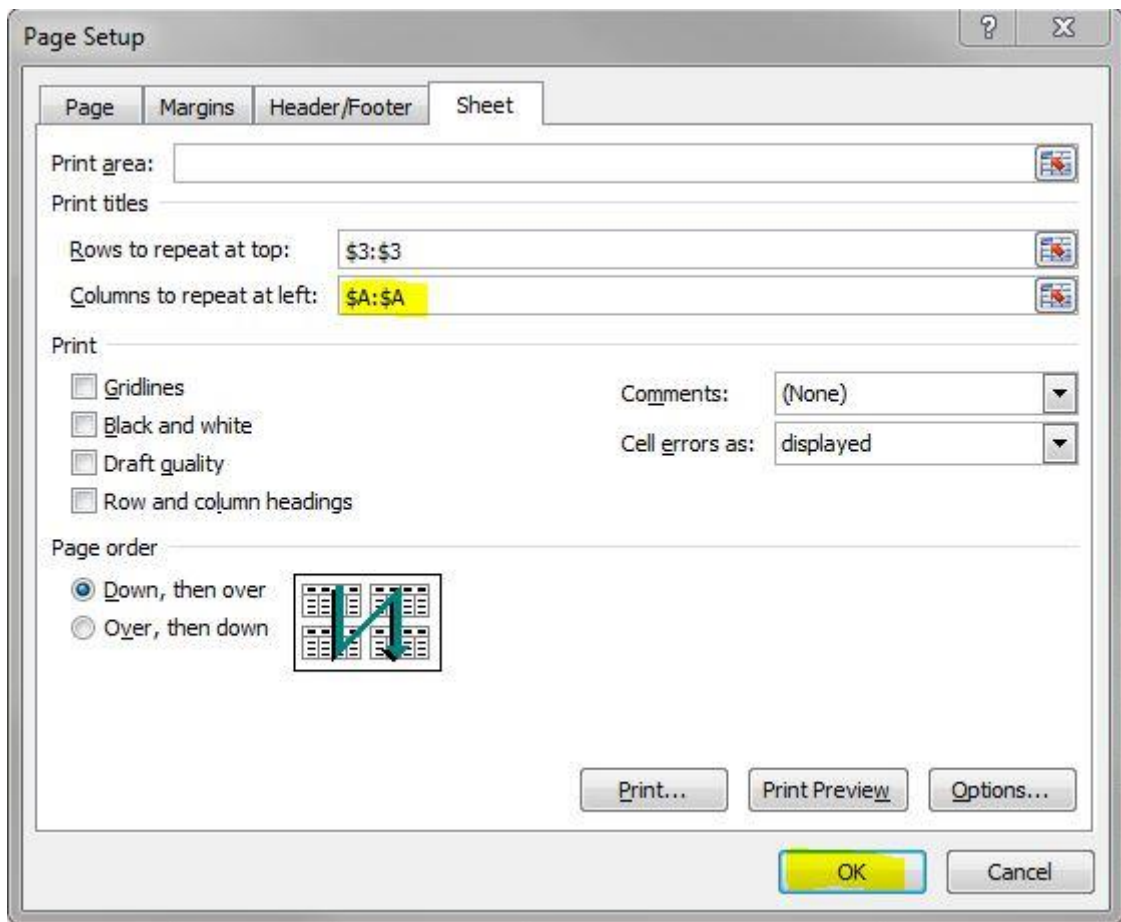 Page Setup
Page Margins Header/Footer Sheet
Print area:
Print titles
Rows to repeat at top: $3:$3
Columns to repeat at left: $A:$A
Print
Gridlines Comments: (None)
Black and white Cell errors as: displayed
Draft quality
Row and column headings
Page order
Down, then over
Over, then down
Print... Print Preview Options...
OK Cancel